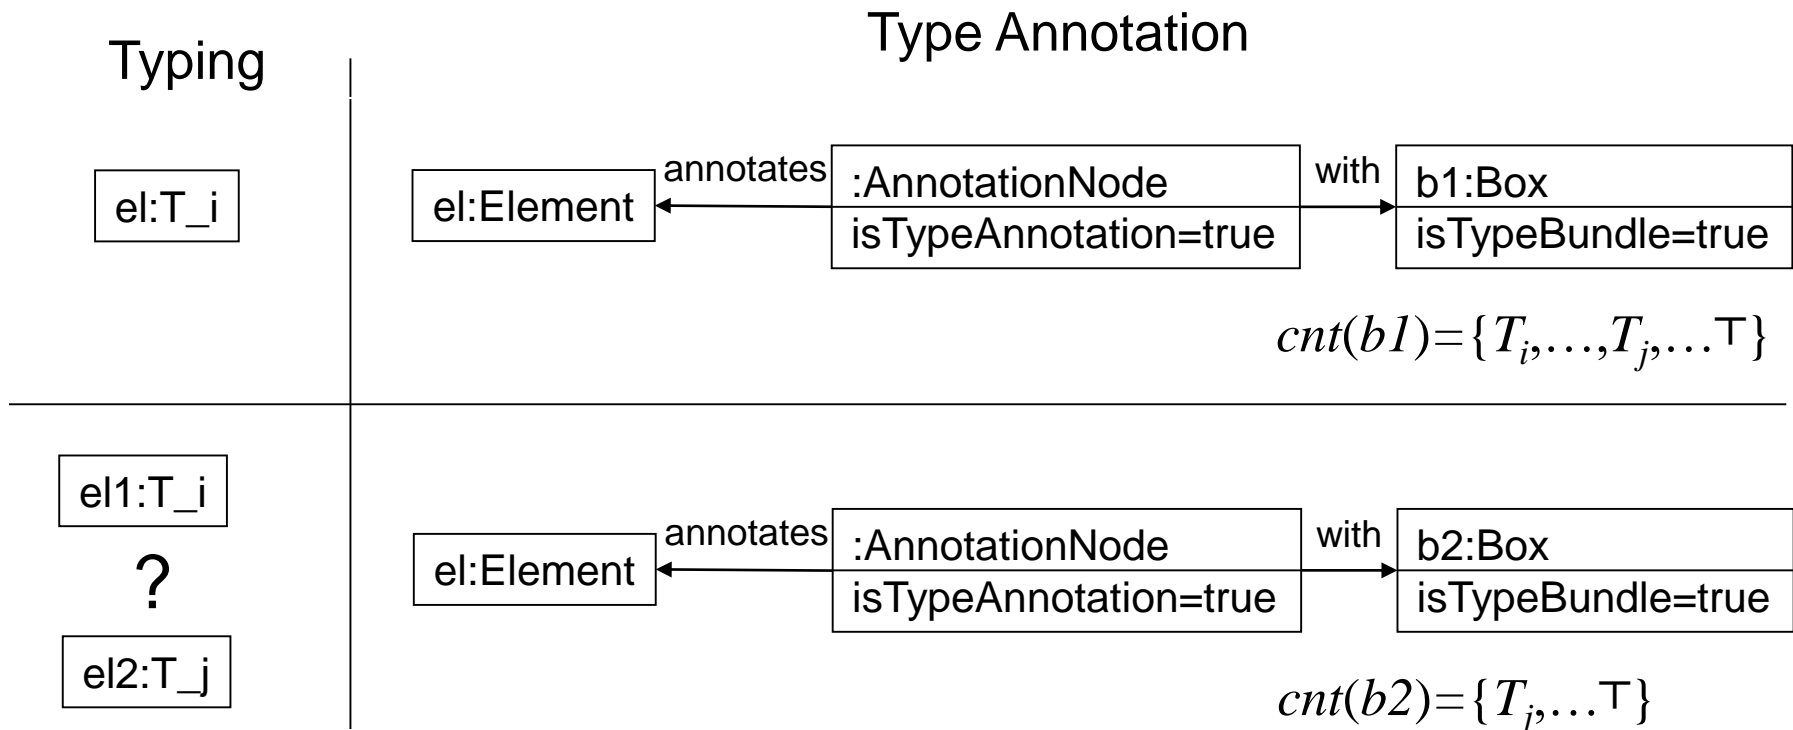 Typing
Type Annotation
el:T_i
el:Element
annotates
:AnnotationNode
isTypeAnnotation=true
with
b1:Box
isTypeBundle=true
cnt(b1)={T_i,…,T_j,…⊤}
el1:T_i
?
el2:T_j
el:Element
annotates
:AnnotationNode
isTypeAnnotation=true
with
b2:Box
isTypeBundle=true
cnt(b2)={T_j,…⊤}